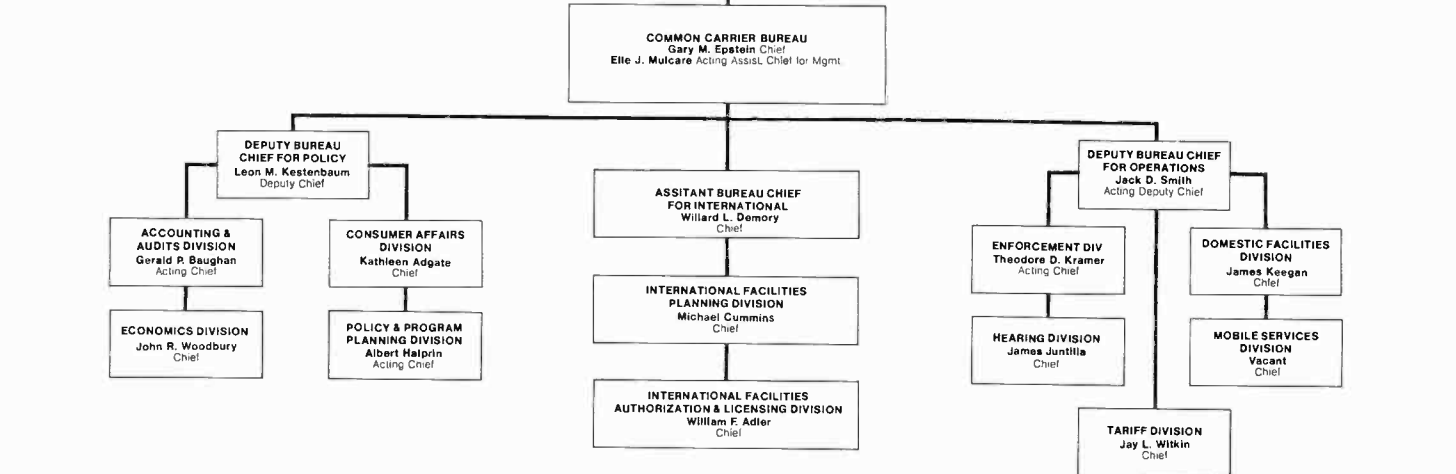 COMMON CARRIER BUREAU
Gary M. Epstein Chief
Elle J. Mulcare Acting Assist. Chief for Mgmt.
DEPUTY BUREAU
CHIEF FOR POLICY
Leon M. Kestenbaum
Deputy Chief
ACCOUNTING &
AUDITS DIVISION
Gerald P. Baughan
Acting Chief
CONSUMER AFFAIRS
DIVISION
Kathleen Adgate
Chief
ECONOMICS DIVISION
John R. Woodbury
Chief
POLICY & PROGRAM
PLANNING DIVISION
Albert Halprin
Acting Chief
ASSITANT BUREAU CHIEF
FOR INTERNATIONAL
Willard L. Demory
Chief
INTERNATIONAL FACILITIES
PLANNING DIVISION
Michael Cummins
Chief
INTERNATIONAL FACILITIES
AUTHORIZATION & LICENSING DIVISION
William F. Adler
Chief
DEPUTY BUREAU CHIEF
FOR OPERATIONS
Jack D. Smith
Acting Deputy Chief
ENFORCEMENT DIV
Theodore D. Kramer
Acting Chief
DOMESTIC FACILITIES
DIVISION
James Keegan
Chief
HEARING DIVISION
James Juntilla
Chief
MOBILE SERVICES
DIVISION
Vacant
Chief
TARIFF DIVISION
Jay L. Witkin
Chief